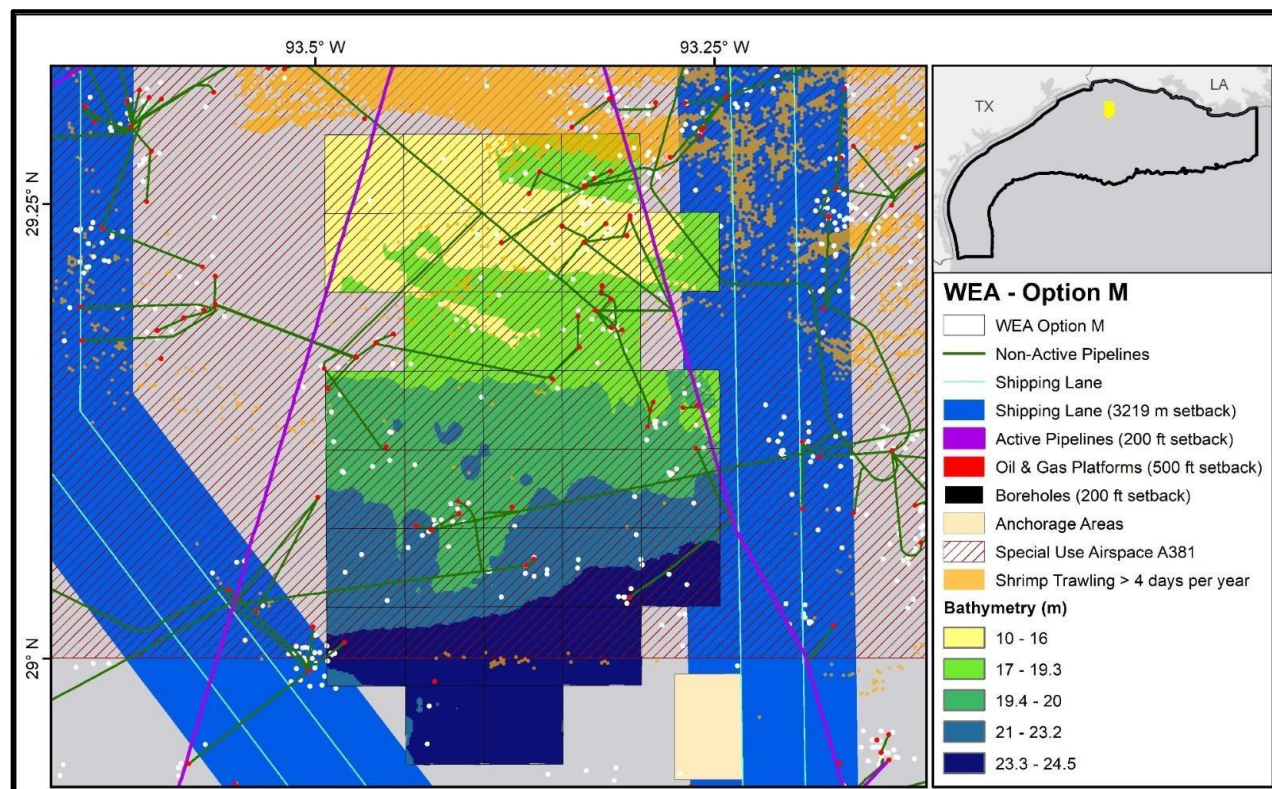 93.5° W
93.25° W
29.25° N
29° N
TX
LA
WEA - Option M
WEA Option M
Non-Active Pipelines
Shipping Lane
Shipping Lane (3219 m setback)
Active Pipelines (200 ft setback)
Oil & Gas Platforms (500 ft setback)
Boreholes (200 ft setback)
Anchorage Areas
Special Use Airspace A381
Shrimp Trawling > 4 days per year
Bathymetry (m)
10 - 16
17 - 19.3
19.4 - 20
21 - 23.2
23.3 - 24.5